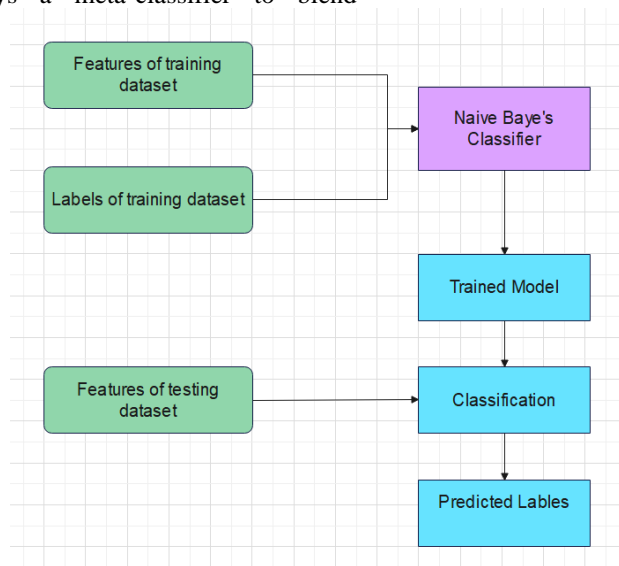 a meta-classifier to blend
Features of training
dataset
Naive Baye's
Classifier
Labels of training dataset
Trained Model
Features of testing
dataset
Classification
Predicted Lables